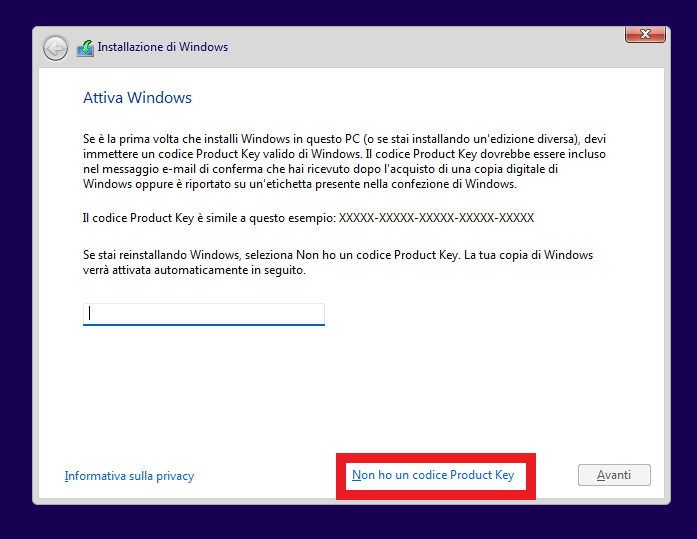 Installazione di Windows
Attiva Windows
Se è la prima volta che installi Windows in questo PC (o se stai installando un'edizione diversa), devi
immettere un codice Product Key valido di Windows. Il codice Product Key dovrebbe essere incluso
nel messaggio e-mail di conferma che hai ricevuto dopo l'acquisto di una copia digitale di
Windows oppure è riportato su un'etichetta presente nella confezione di Windows.
Il codice Product Key è simile a questo esempio: XXXXX-XXXXX-XXXXX-XXXXX-XXXXX
Se stai reinstallando Windows, seleziona Non ho un codice Product Key. La tua copia di Windows
verrà attivata automaticamente in seguito.
Informativa sulla privacy
Non ho un codice Product Key
Avanti